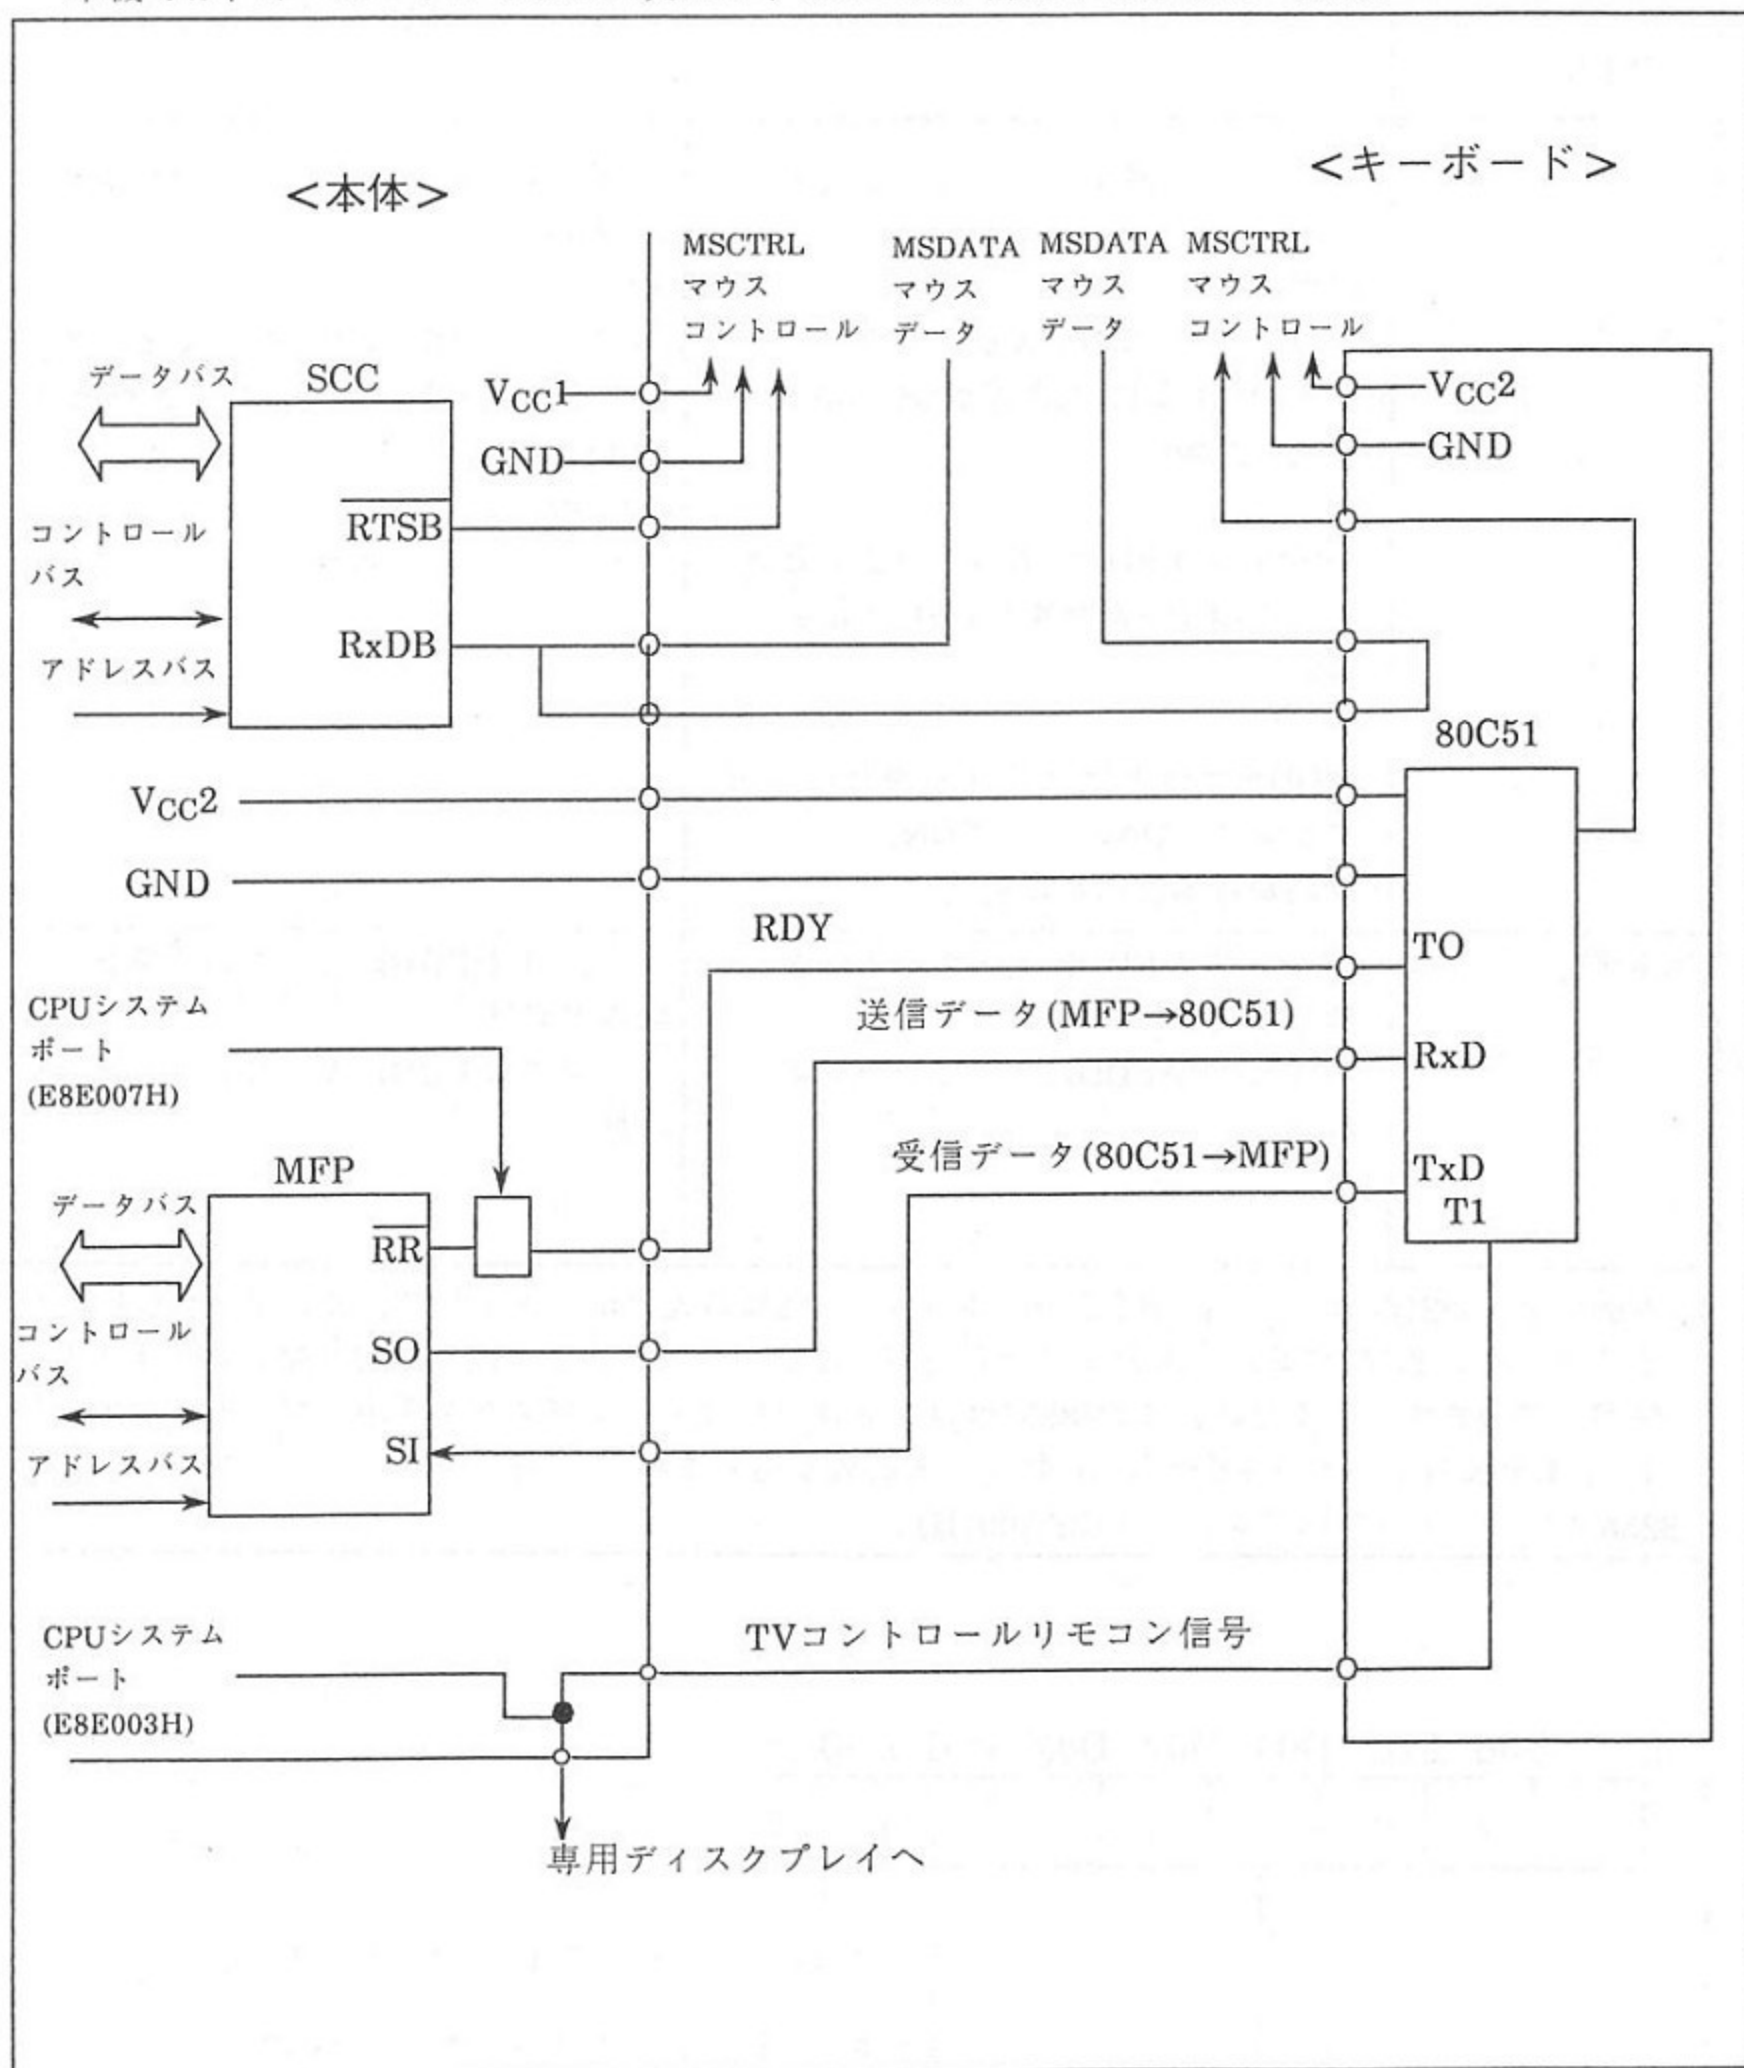 <本体>
<キーボード>
MSCTRL
マウス
コントロール
MSDATA
マウス
データ
MSDATA
マウス
データ
MSCTRL
マウス
コントロール
データバス
SCC
VCC1
GND
RTSB
RxDB
コントロール
バス
アドレスバス
VCC2
GND
80C51
VCC2
GND
RDY
TO
送信データ(MFP→80C51)
RxD
受信データ(80C51→MFP)
TxD
T1
CPUシステム
ポート
(E8E007H)
MFP
データバス
RR
SO
SI
コントロール
バス
アドレスバス
CPUシステム
ポート
(E8E003H)
TVコントロールリモコン信号
専用ディスクプレイへ